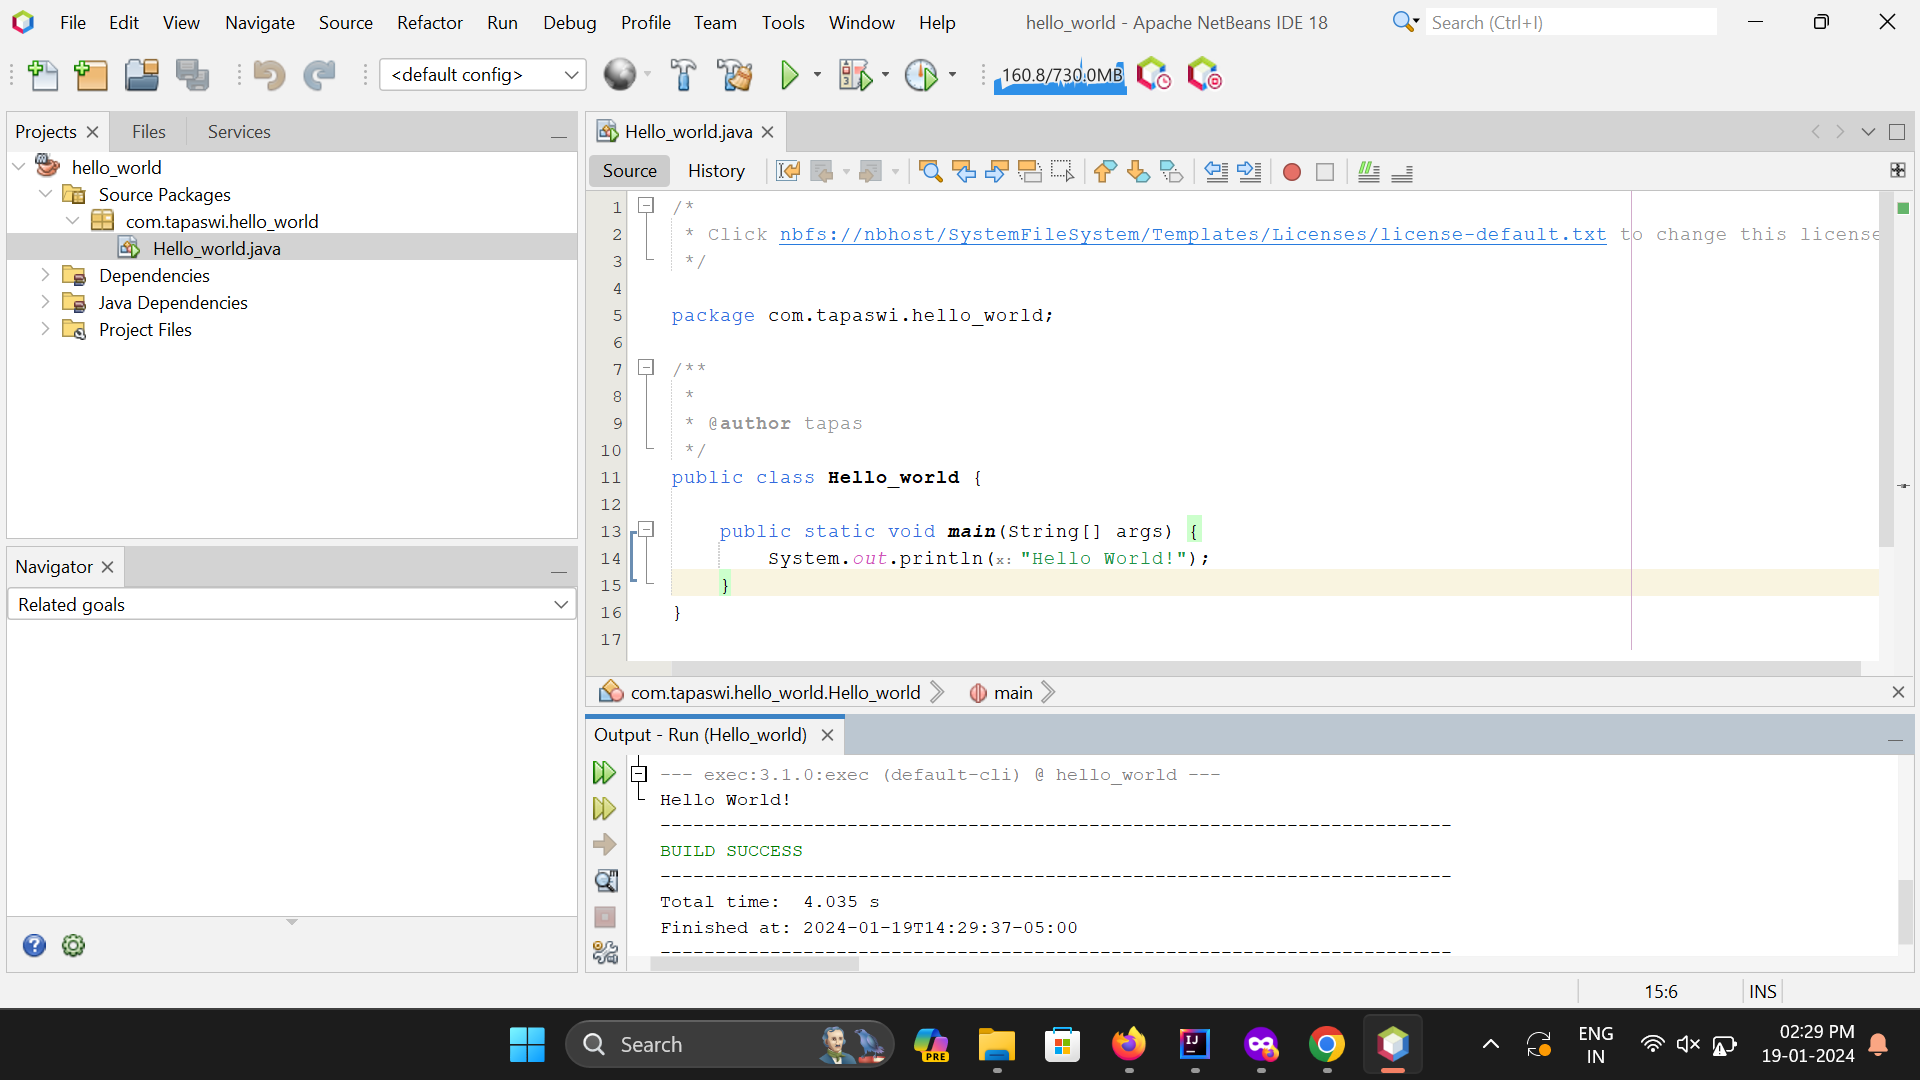 File Edit View Navigate Source Refactor Run Debug Profile Team Tools Window Help hello_world - Apache NetBeans IDE 18 Search (Ctrl+I)
<default config> 160.8/730.0MB
Projects Files Services
hello_world
Source Packages
com.tapaswi.hello_world
Hello_world.java
Dependencies
Java Dependencies
Project Files
Navigator
Related goals
Hello_world.java
Source History
1 /*
2 * Click nbfs://nbhost/SystemFileSystem/Templates/Licenses/license-default.txt to change this license
3 */
4
5 package com.tapaswi.hello_world;
6
7 /**
8 *
9 * @author tapas
10 */
11 public class Hello_world {
12
13 public static void main(String[] args) {
14 System.out.println(x: "Hello World!");
15 }
16 }
17
com.tapaswi.hello_world.Hello_world main
Output - Run (Hello_world)
--- exec:3.1.0:exec (default-cli) @ hello_world ---
Hello World!
------------------------------------------------------------------------
BUILD SUCCESS
------------------------------------------------------------------------
Total time:  4.035 s
Finished at: 2024-01-19T14:29:37-05:00
------------------------------------------------------------------------
15:6 INS
Search
PRE
IJ
ENG
IN
02:29 PM
19-01-2024